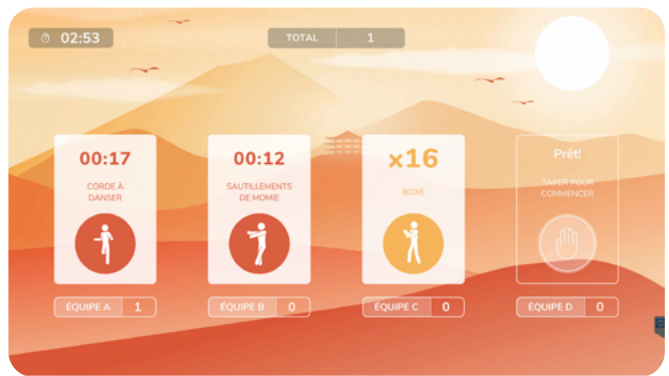 02:53
TOTAL 1
00:17
CORDE À
DANSER
00:12
SAUTILLEMENTS
DE MOMIE
x16
BOXE
Prêt!
TAPER POUR
COMMENCER
ÉQUIPE A 1
ÉQUIPE B 0
ÉQUIPE C 0
ÉQUIPE D 0